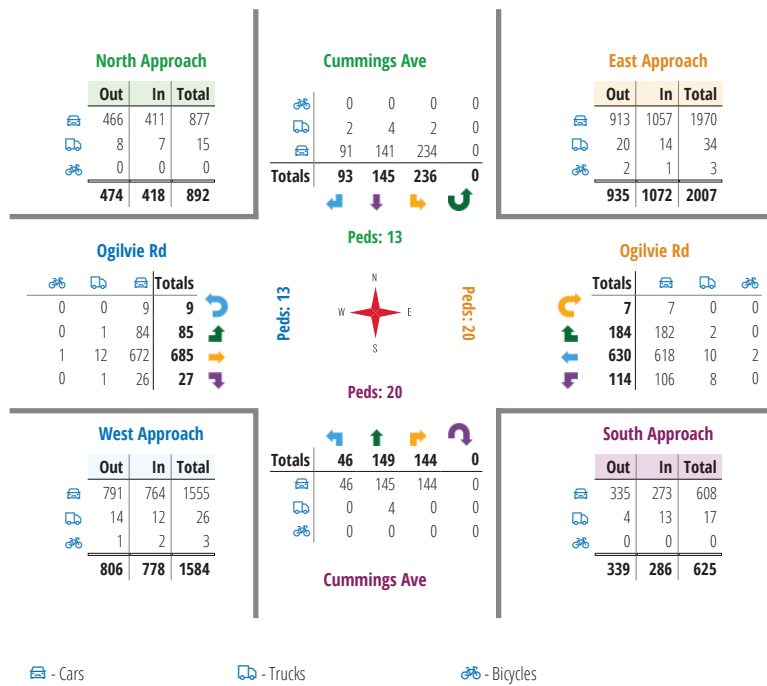 North Approach
Out In Total
466 411 877
8 7 15
0 0 0
474 418 892
Cummings Ave
0 0 0 0
2 4 2 0
91 141 234 0
Totals 93 145 236 0
East Approach
Out In Total
913 1057 1970
20 14 34
2 1 3
935 1072 2007
Peds: 13
Ogilvie Rd
Totals
0 0 9 9
0 1 84 85
1 12 672 685
0 1 26 27
Peds: 13
N
W E
S
Peds: 20
Ogilvie Rd
Totals
7 7 0 0
184 182 2 0
630 618 10 2
114 106 8 0
Peds: 20
West Approach
Out In Total
791 764 1555
14 12 26
1 2 3
806 778 1584
Totals 46 149 144 0
46 145 144 0
0 4 0 0
0 0 0 0
Cummings Ave
South Approach
Out In Total
335 273 608
4 13 17
0 0 0
339 286 625
- Cars - Trucks - Bicycles